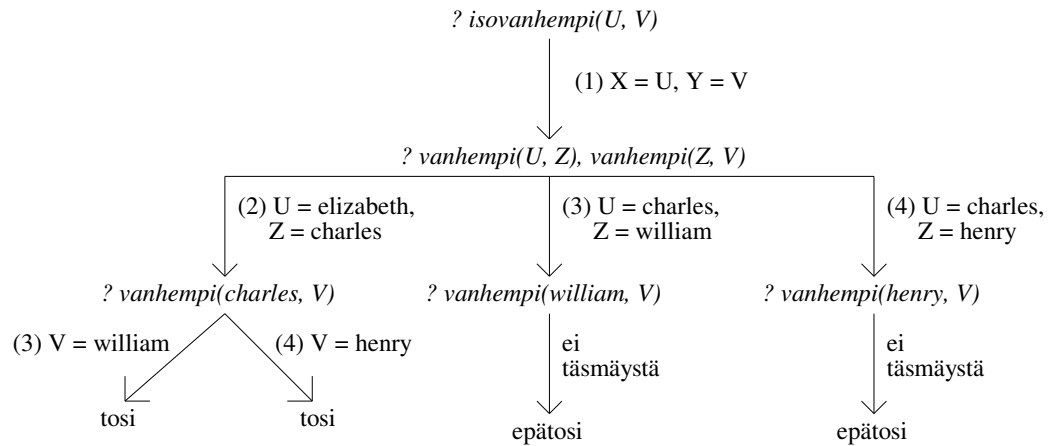 ? isovanhempi(U, V)
(1) X = U, Y = V
? vanhempi(U, Z), vanhempi(Z, V)
(2) U = elizabeth,
Z = charles
(3) U = charles,
Z = william
(4) U = charles,
Z = henry
? vanhempi(charles, V)
? vanhempi(william, V)
? vanhempi(henry, V)
(3) V = william
(4) V = henry
ei
täsmäystä
ei
täsmäystä
tosi
tosi
epätosi
epätosi